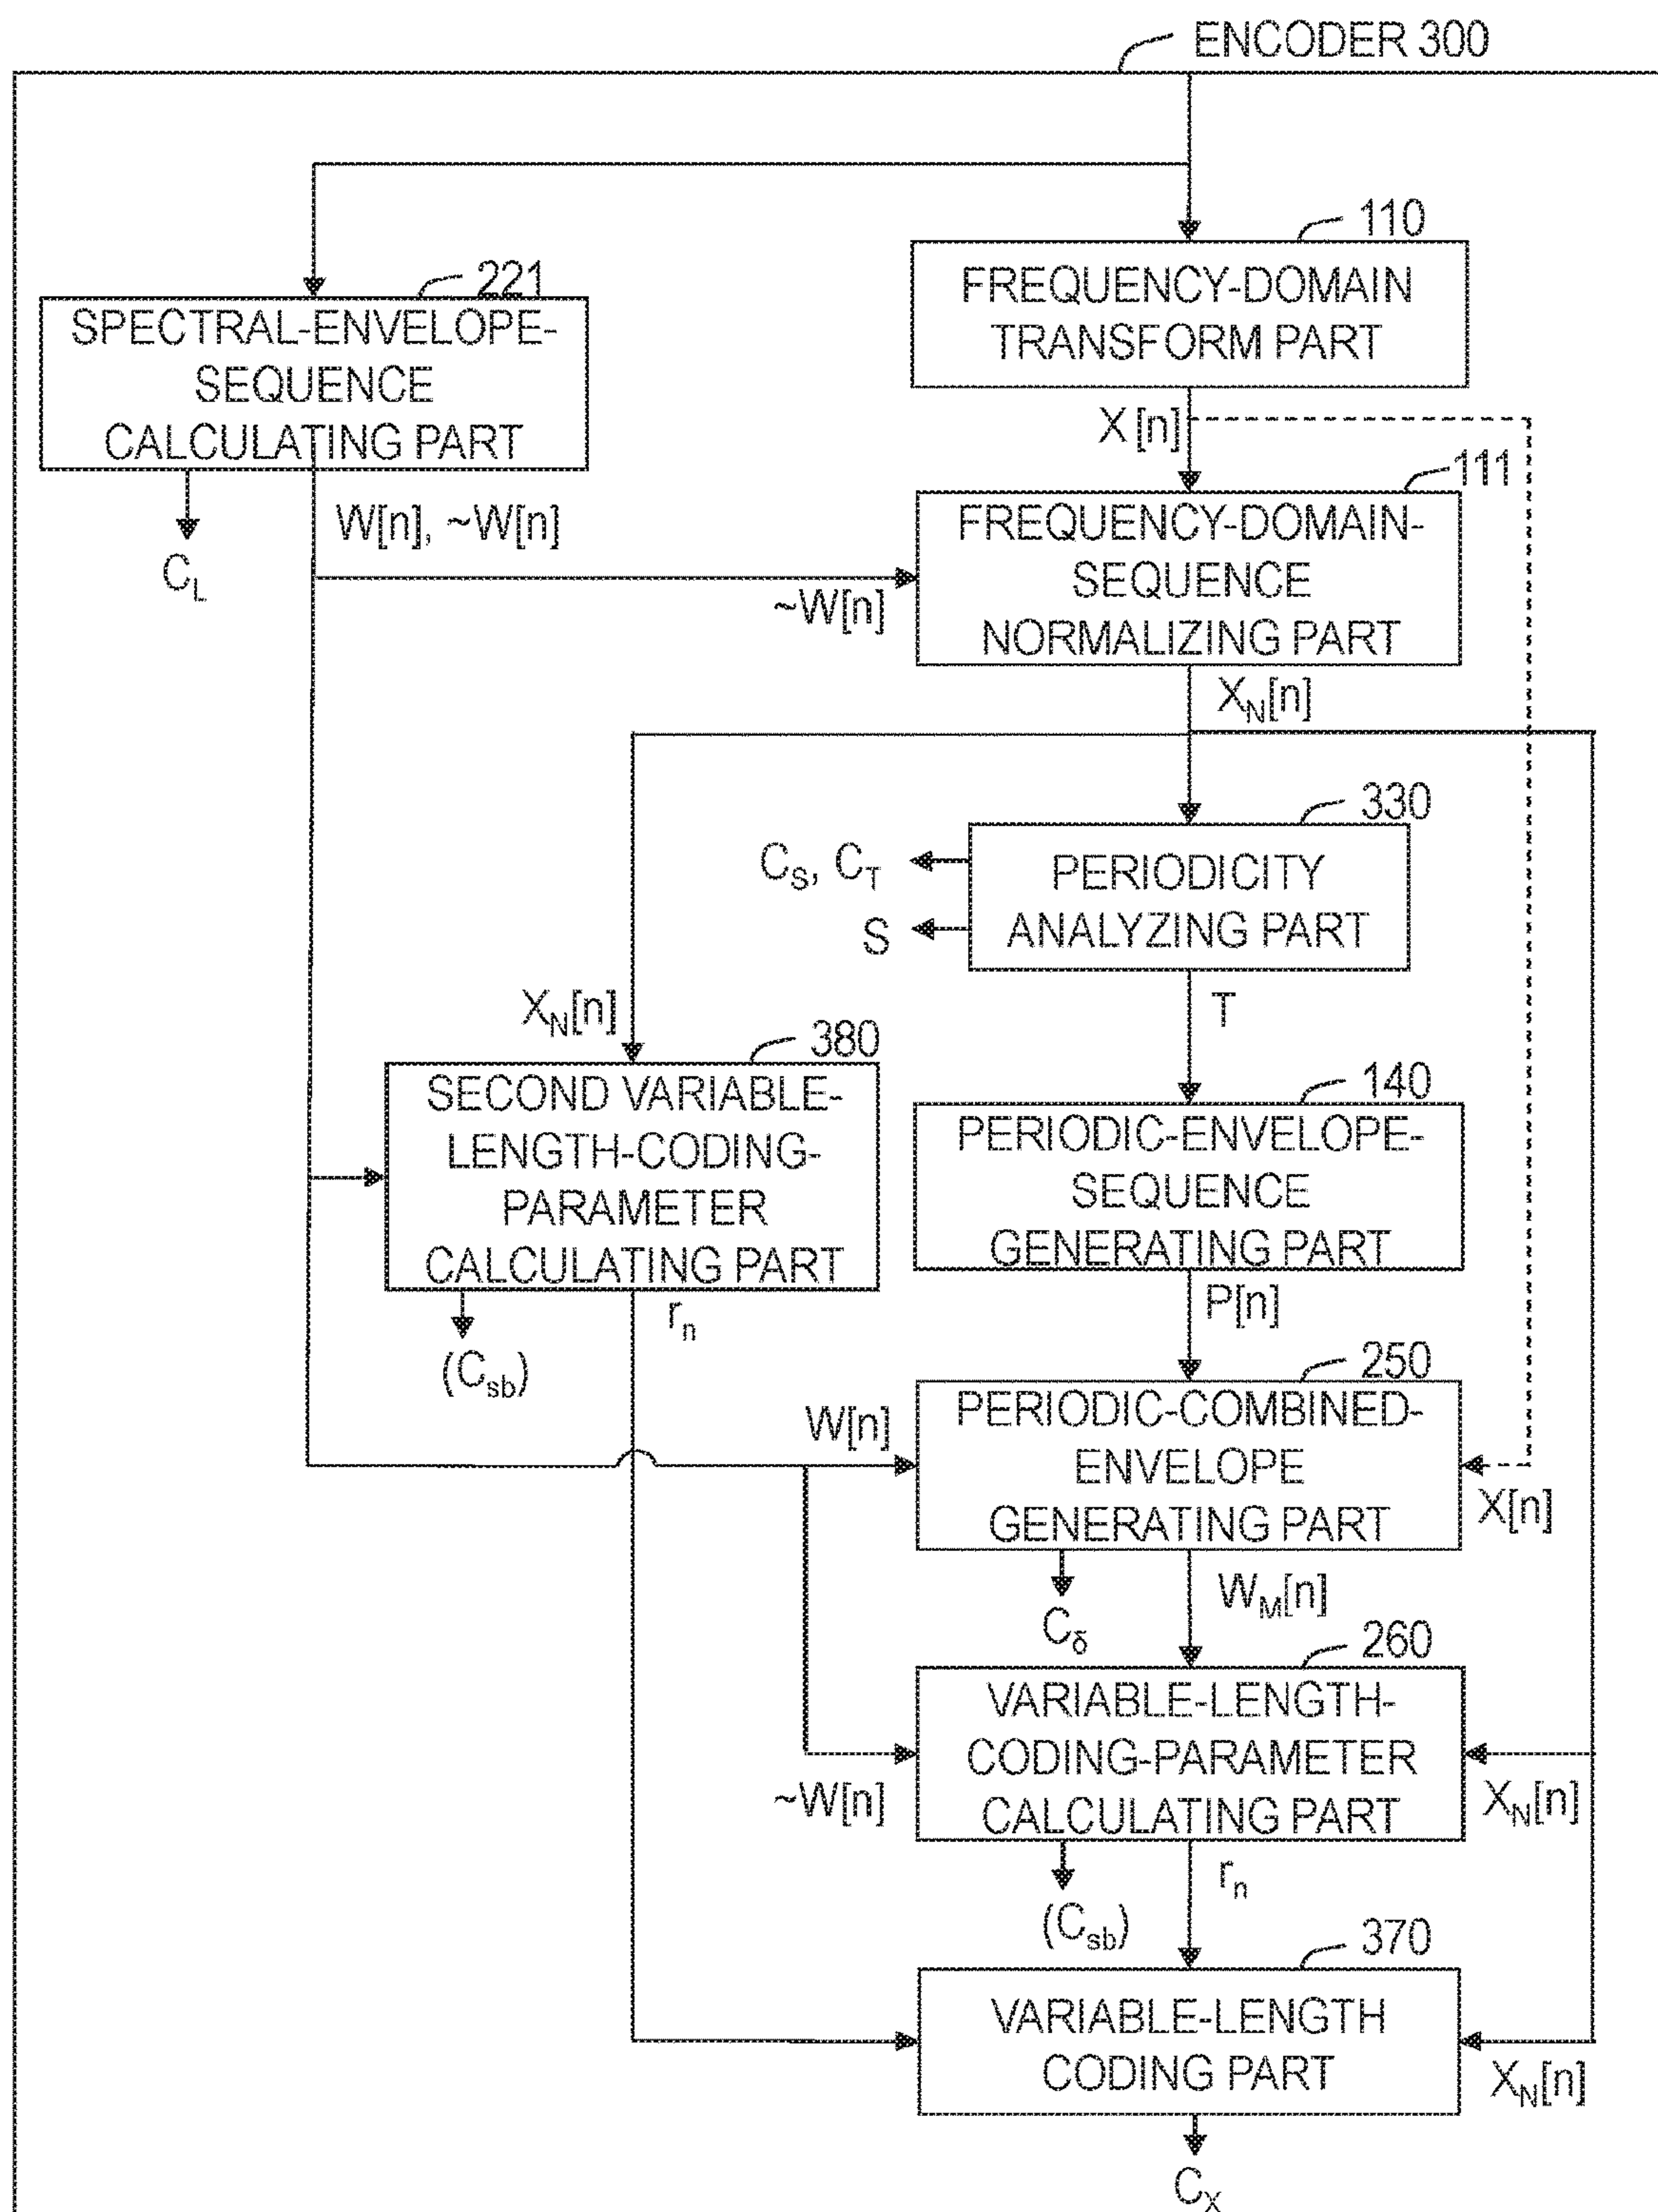 ENCODER 300
110
FREQUENCY-DOMAIN
TRANSFORM PART
221
SPECTRAL-ENVELOPE-
SEQUENCE
CALCULATING PART
X[n]
111
FREQUENCY-DOMAIN-
SEQUENCE
NORMALIZING PART
W[n], ~W[n]
C_L
~W[n]
X_N[n]
330
PERIODICITY
ANALYZING PART
C_S, C_T
S
T
X_N[n]
380
SECOND VARIABLE-
LENGTH-CODING-
PARAMETER
CALCULATING PART
140
PERIODIC-ENVELOPE-
SEQUENCE
GENERATING PART
P[n]
r_n
(C_sb)
250
PERIODIC-COMBINED-
ENVELOPE
GENERATING PART
W[n]
X[n]
W_M[n]
C_δ
260
VARIABLE-LENGTH-
CODING-PARAMETER
CALCULATING PART
~W[n]
X_N[n]
r_n
(C_sb)
370
VARIABLE-LENGTH
CODING PART
X_N[n]
C_X